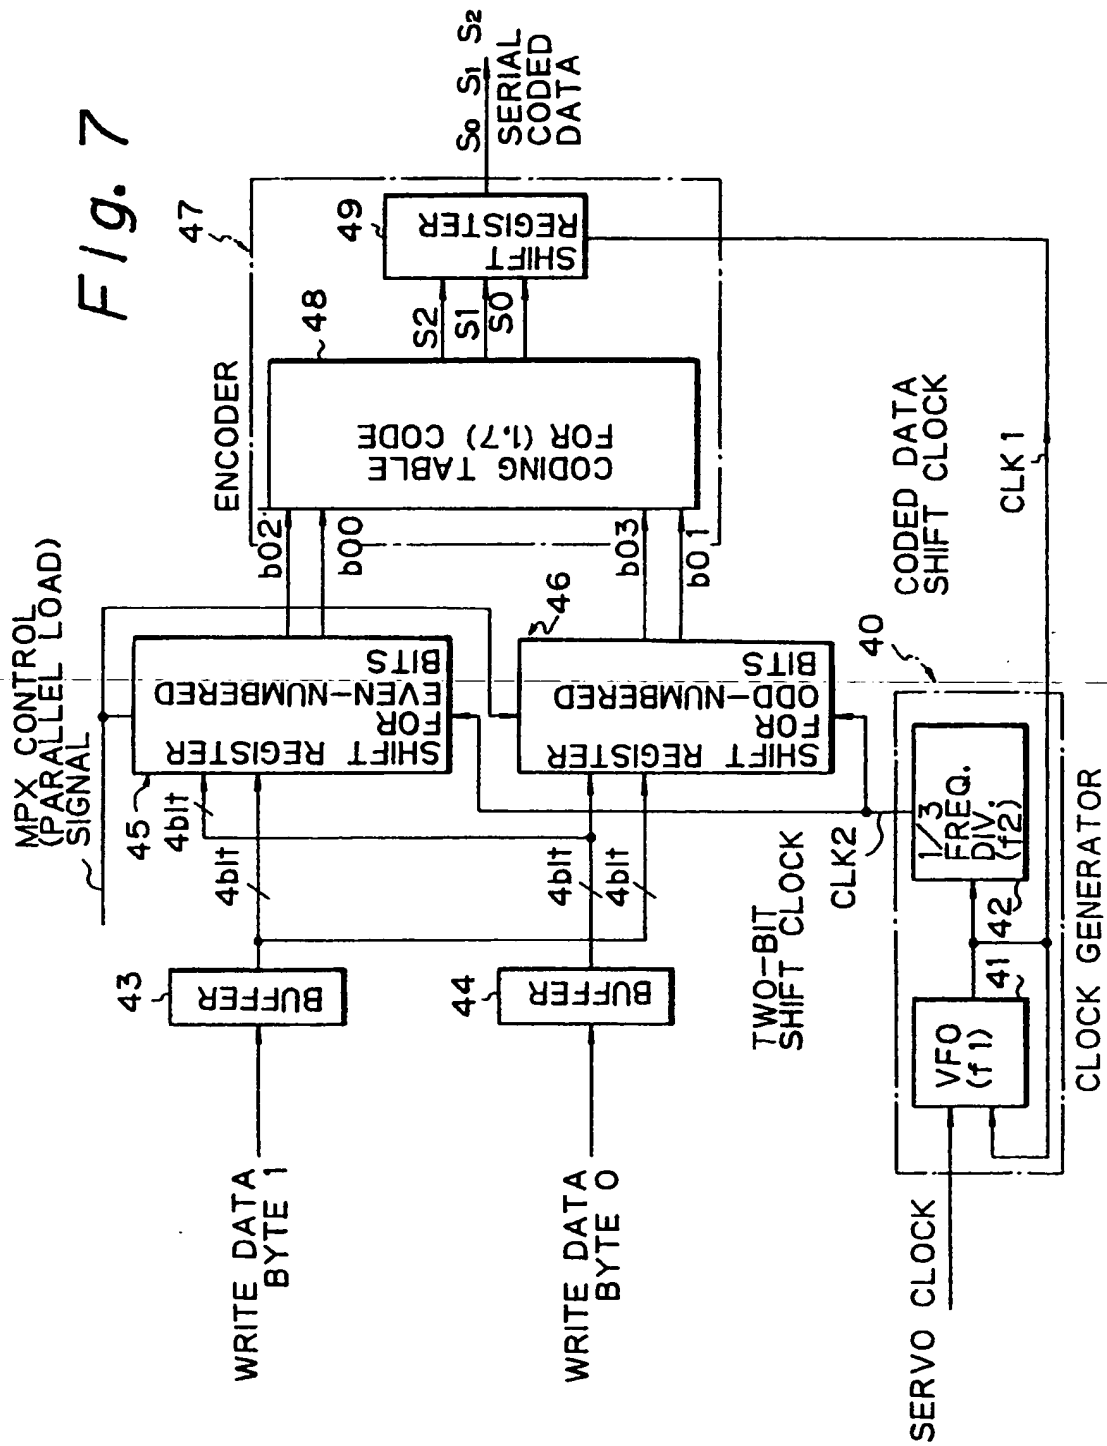 FIg. 7
MPX CONTROL
(PARALLEL LOAD)
SIGNAL
45
4bIt
4bIt
SHIFT REGISTER
FOR
EVEN-NUMBERED
BITS
b02
b00
ENCODER
47
48
CODING TABLE
FOR (1,7) CODE
S2
S1
S0
49
SHIFT
REGISTER
S0 S1 S2
SERIAL
CODED
DATA
WRITE DATA
BYTE 1
43
BUFFER
WRITE DATA
BYTE 0
44
BUFFER
4bIt
4bIt
46
SHIFT REGISTER
FOR
ODD-NUMBERED
BITS
b03
b01
TWO-BIT
SHIFT CLOCK
CLK2
40
CODED DATA
SHIFT CLOCK
CLK1
SERVO CLOCK
VFO
(f1)
41
42
1/3
FREQ.
DIV.
(f2)
CLOCK GENERATOR